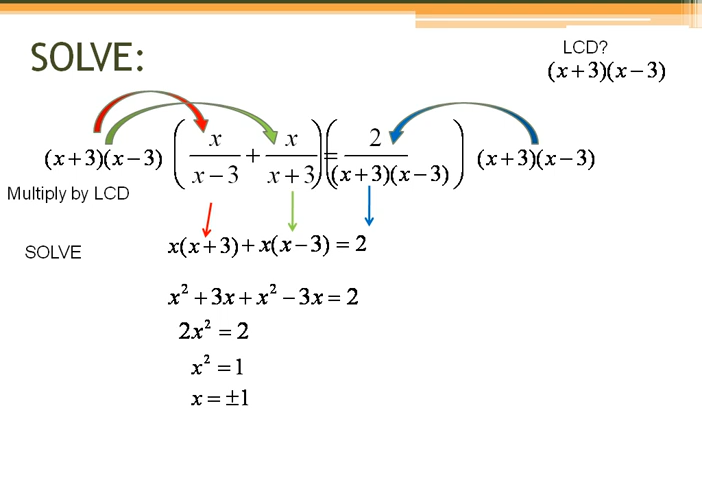 SOLVE:
LCD?
(x+3)(x−3)
(x+3)(x−3) (x/(x−3) + x/(x+3)) = (2/((x+3)(x−3))) (x+3)(x−3)
Multiply by LCD
SOLVE
x(x+3)+x(x−3) = 2
x² +3x+x² −3x = 2
2x² = 2
x² = 1
x = ±1